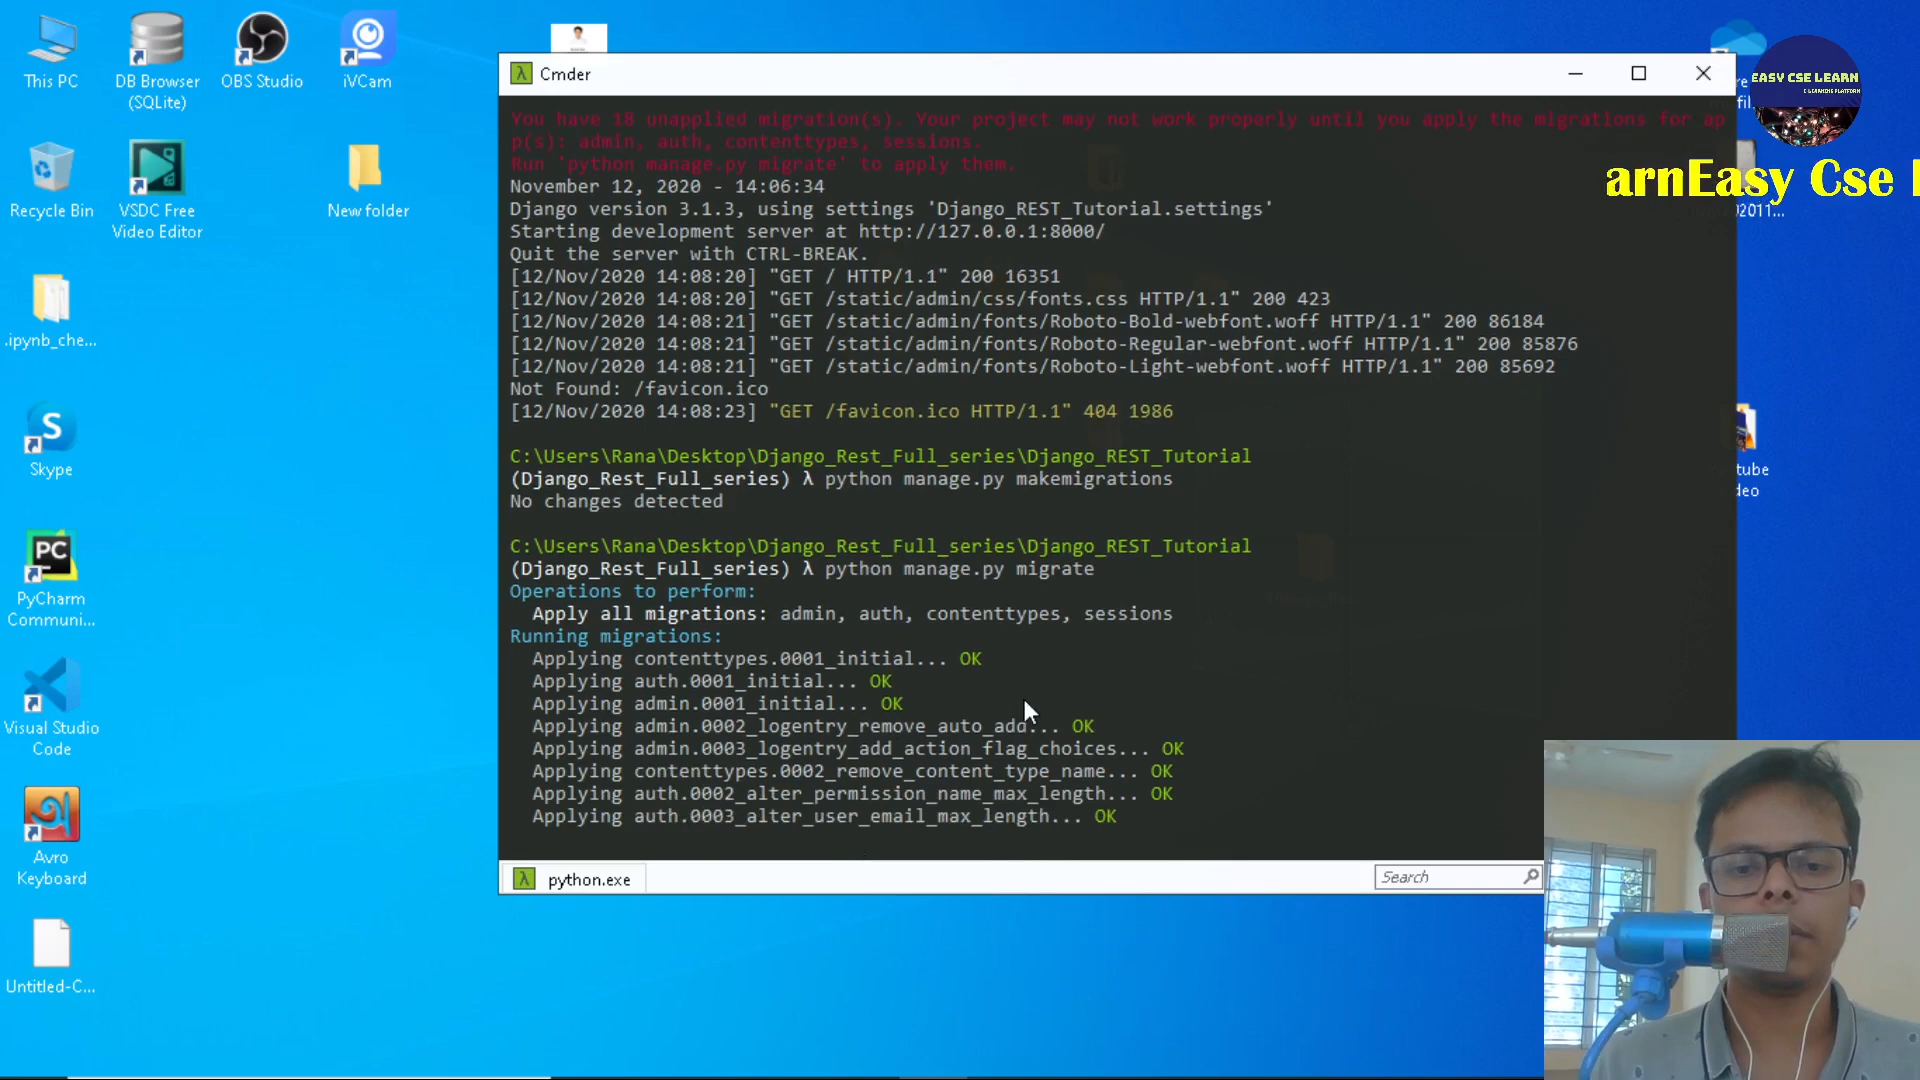 This PC
DB Browser
(SQLite)
OBS Studio
iVCam
Recycle Bin
VSDC Free
Video Editor
New folder
.ipynb_che...
Skype
PyCharm
Communi...
Visual Studio
Code
Avro
Keyboard
Untitled-C...
Cmder
You have 18 unapplied migration(s). Your project may not work properly until you apply the migrations for ap
p(s): admin, auth, contenttypes, sessions.
Run 'python manage.py migrate' to apply them.
November 12, 2020 - 14:06:34
Django version 3.1.3, using settings 'Django_REST_Tutorial.settings'
Starting development server at http://127.0.0.1:8000/
Quit the server with CTRL-BREAK.
[12/Nov/2020 14:08:20] "GET / HTTP/1.1" 200 16351
[12/Nov/2020 14:08:20] "GET /static/admin/css/fonts.css HTTP/1.1" 200 423
[12/Nov/2020 14:08:21] "GET /static/admin/fonts/Roboto-Bold-webfont.woff HTTP/1.1" 200 86184
[12/Nov/2020 14:08:21] "GET /static/admin/fonts/Roboto-Regular-webfont.woff HTTP/1.1" 200 85876
[12/Nov/2020 14:08:21] "GET /static/admin/fonts/Roboto-Light-webfont.woff HTTP/1.1" 200 85692
Not Found: /favicon.ico
[12/Nov/2020 14:08:23] "GET /favicon.ico HTTP/1.1" 404 1986
C:\Users\Rana\Desktop\Django_Rest_Full_series\Django_REST_Tutorial
(Django_Rest_Full_series) λ python manage.py makemigrations
No changes detected
C:\Users\Rana\Desktop\Django_Rest_Full_series\Django_REST_Tutorial
(Django_Rest_Full_series) λ python manage.py migrate
Operations to perform:
Apply all migrations: admin, auth, contenttypes, sessions
Running migrations:
Applying contenttypes.0001_initial... OK
Applying auth.0001_initial... OK
Applying admin.0001_initial... OK
Applying admin.0002_logentry_remove_auto_add... OK
Applying admin.0003_logentry_add_action_flag_choices... OK
Applying contenttypes.0002_remove_content_type_name... OK
Applying auth.0002_alter_permission_name_max_length... OK
Applying auth.0003_alter_user_email_max_length... OK
python.exe
Search
EASY CSE LEARN
arnEasy Cse
2011...
tube
deo